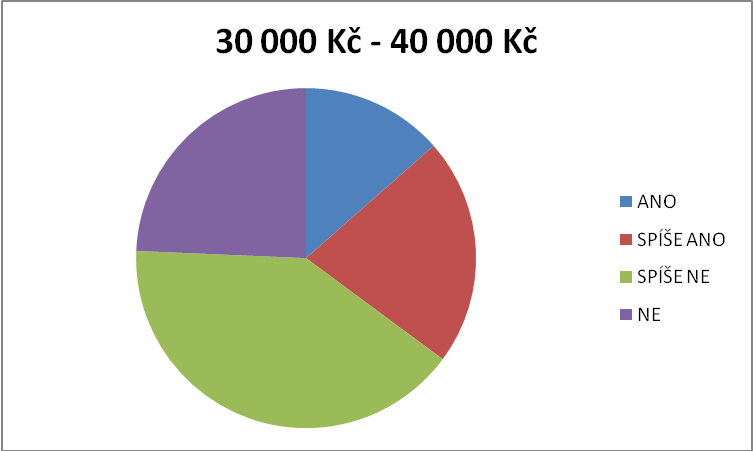 30 000 Kč - 40 000 Kč
ANO
SPÍŠE ANO
SPÍŠE NE
NE